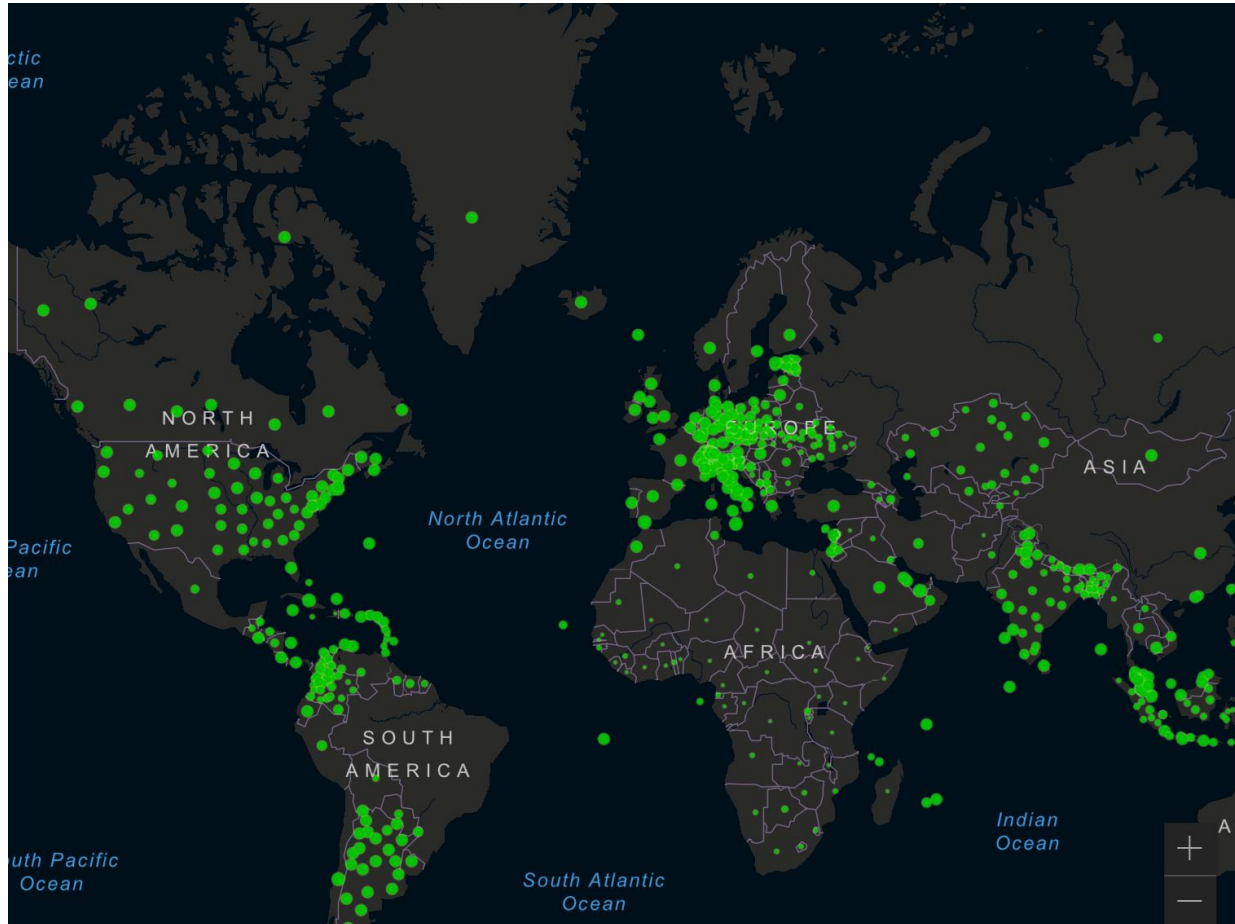 ctic
ean
NORTH
AMERICA
EUROPE
ASIA
North Atlantic
Ocean
Pacific
ean
AFRICA
SOUTH
AMERICA
Indian
Ocean
A
outh Pacific
Ocean
South Atlantic
Ocean
+
−